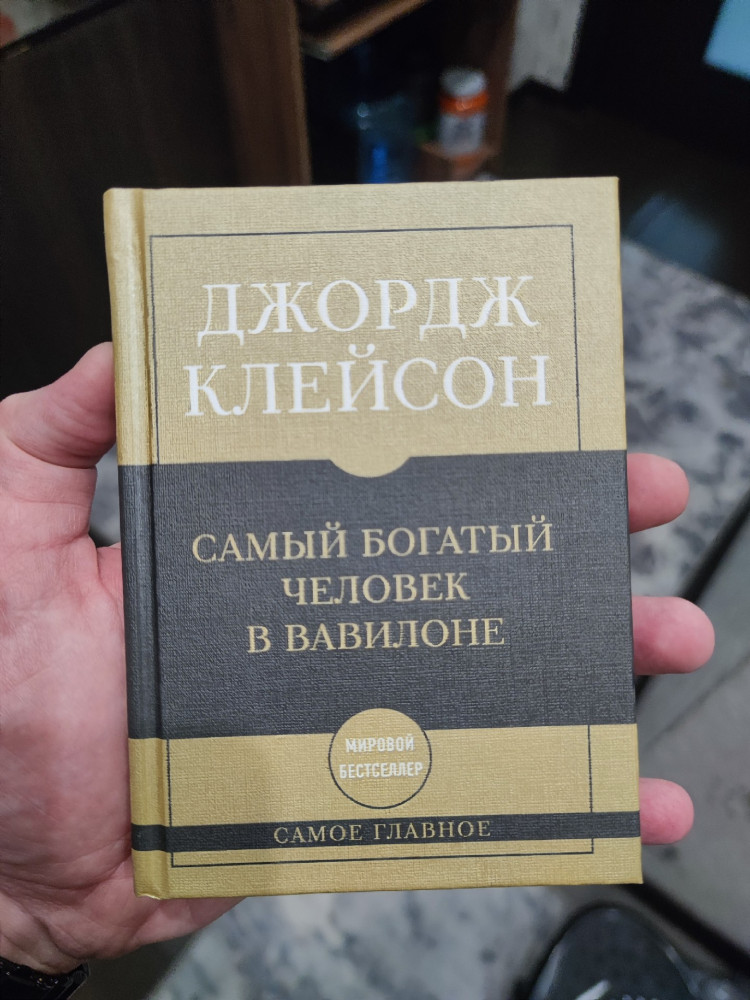 ДЖОРДЖ
КЛЕЙСОН
САМЫЙ БОГАТЫЙ
ЧЕЛОВЕК
В ВАВИЛОНЕ
МИРОВОЙ
БЕСТСЕЛЛЕР
САМОЕ ГЛАВНОЕ